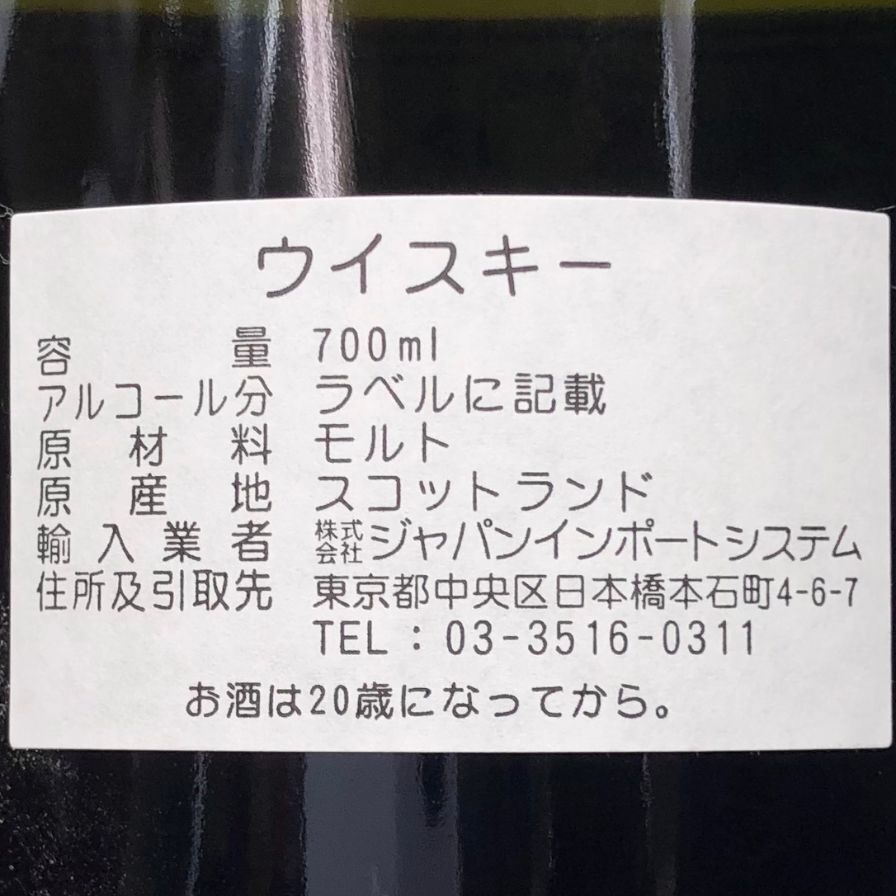 ウイスキー
容量 700ml
アルコール分 ラベルに記載
原材料 モルト
原産地 スコットランド
輸入業者 株式会社ジャパンインポートシステム
住所及引取先 東京都中央区日本橋本石町4-6-7
TEL：03-3516-0311
お酒は20歳になってから。